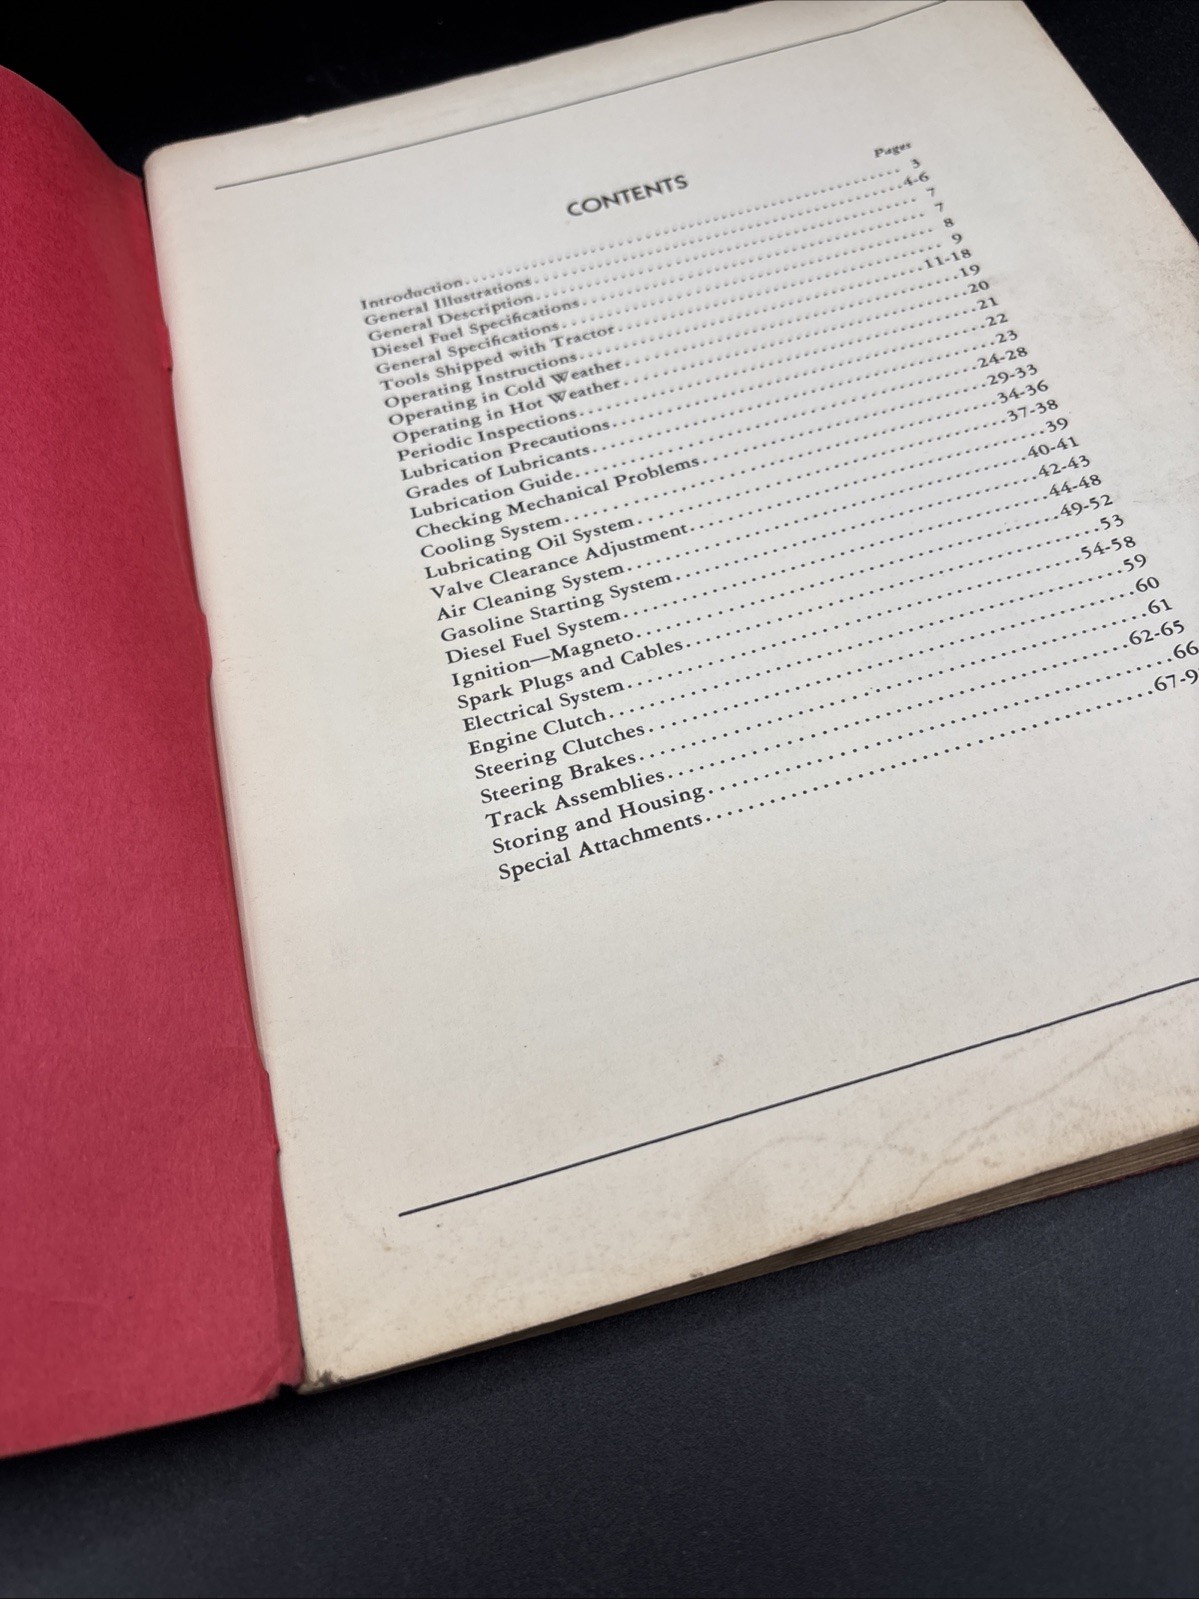 CONTENTS
Pages
Introduction 3
General Illustrations 4-6
General Description 7
Diesel Fuel Specifications 7
General Specifications 8
Tools Shipped with Tractor 9
Operating Instructions 11-18
Operating in Cold Weather 19
Operating in Hot Weather 20
Periodic Inspections 21
Lubrication Precautions 22
Grades of Lubricants 23
Lubrication Guide 24-28
Checking Mechanical Problems 29-33
Cooling System 34-36
Lubricating Oil System 37-38
Valve Clearance Adjustment 39
Air Cleaning System 40-41
Gasoline Starting System 42-43
Diesel Fuel System 44-48
Ignition—Magneto 49-52
Spark Plugs and Cables 53
Electrical System 54-58
Engine Clutch 59
Steering Clutches 60
Steering Brakes 61
Track Assemblies 62-65
Storing and Housing 66
Special Attachments